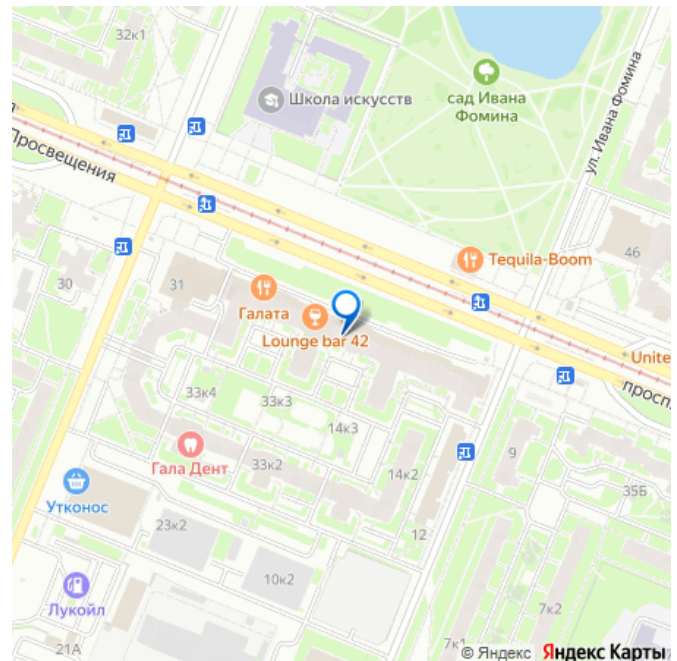 32к1
Школа искусств
сад Ивана
Фомина
ул. Ивана Фомина
Просвещения
Tequila-Boom
46
30
31
Галата
Lounge bar 42
Unite
просп.
33к4
33к3
14к3
9
Гала Дент
33к2
14к2
35Б
Утконос
23к2
12
10к2
7к2
Лукойл
21А
7к1
© Яндекс Яндекс Карты